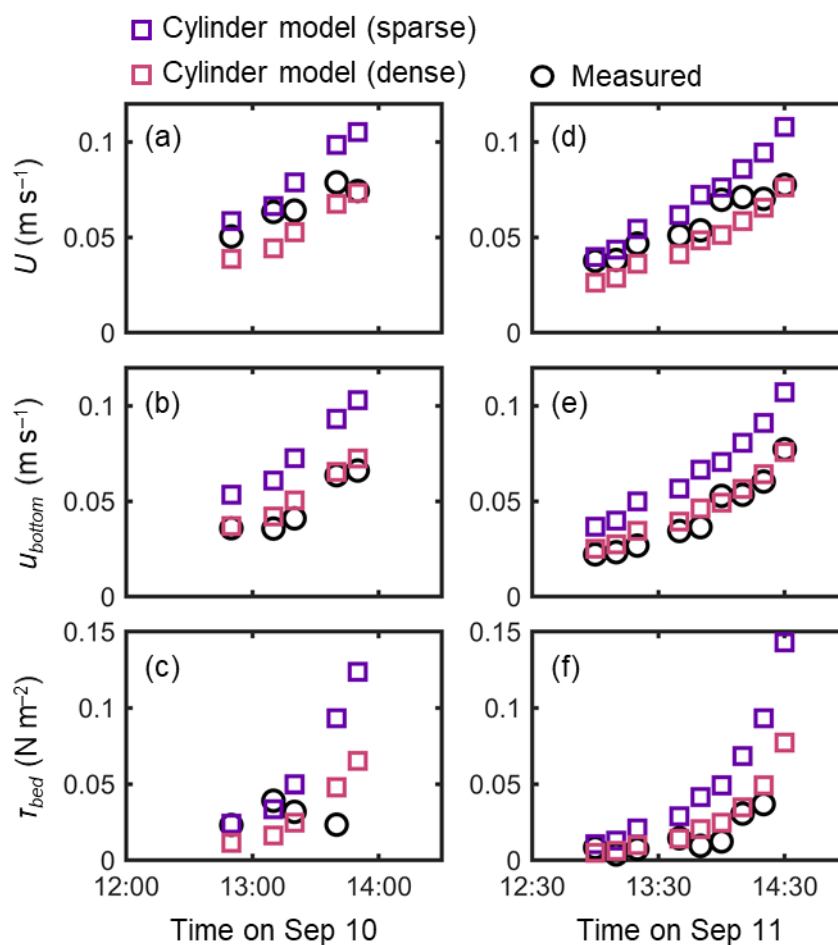 Cylinder model (sparse)
Cylinder model (dense)
Measured
(a)
(d)
0.1
0.05
0
U (m s⁻¹)
0.1
0.05
0
(b)
(e)
0.1
0.05
0
u_bottom (m s⁻¹)
0.1
0.05
0
(c)
(f)
0.15
0.1
0.05
0
τ_bed (N m⁻²)
0.15
0.1
0.05
0
12:00 13:00 14:00
12:30 13:30 14:30
Time on Sep 10
Time on Sep 11